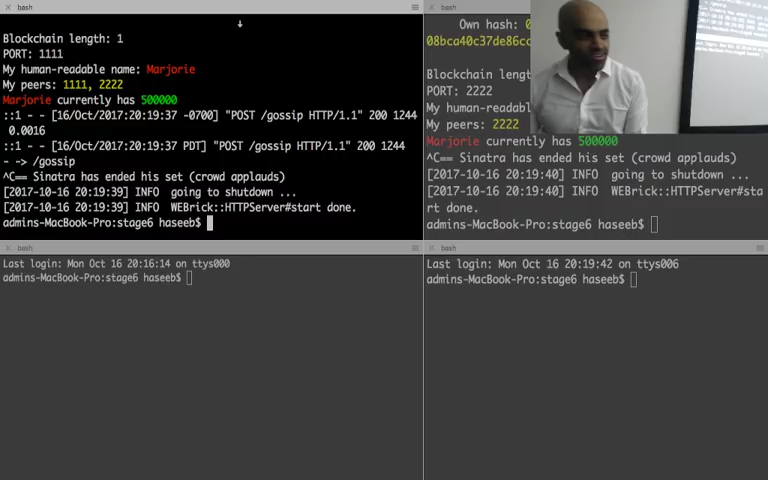 bash
Blockchain length: 1
PORT: 1111
My human-readable name: Marjorie
My peers: 1111, 2222
Marjorie currently has 500000
::1 - - [16/Oct/2017:20:19:37 -0700] "POST /gossip HTTP/1.1" 200 1244
0.0016
::1 - - [16/Oct/2017:20:19:37 PDT] "POST /gossip HTTP/1.1" 200 1244
- -> /gossip
^C== Sinatra has ended his set (crowd applauds)
[2017-10-16 20:19:39] INFO  going to shutdown ...
[2017-10-16 20:19:39] INFO  WEBrick::HTTPServer#start done.
admins-MacBook-Pro:stage6 haseeb$
bash
Own hash: 0
08bca40c37de86cc
Blockchain lengt
PORT: 2222
My human-readabl
My peers: 2222
Marjorie currently has 500000
^C== Sinatra has ended his set (crowd applauds)
[2017-10-16 20:19:40] INFO  going to shutdown ...
[2017-10-16 20:19:40] INFO  WEBrick::HTTPServer#sta
rt done.
admins-MacBook-Pro:stage6 haseeb$
bash
Last login: Mon Oct 16 20:16:14 on ttys000
admins-MacBook-Pro:stage6 haseeb$
bash
Last login: Mon Oct 16 20:19:42 on ttys006
admins-MacBook-Pro:stage6 haseeb$